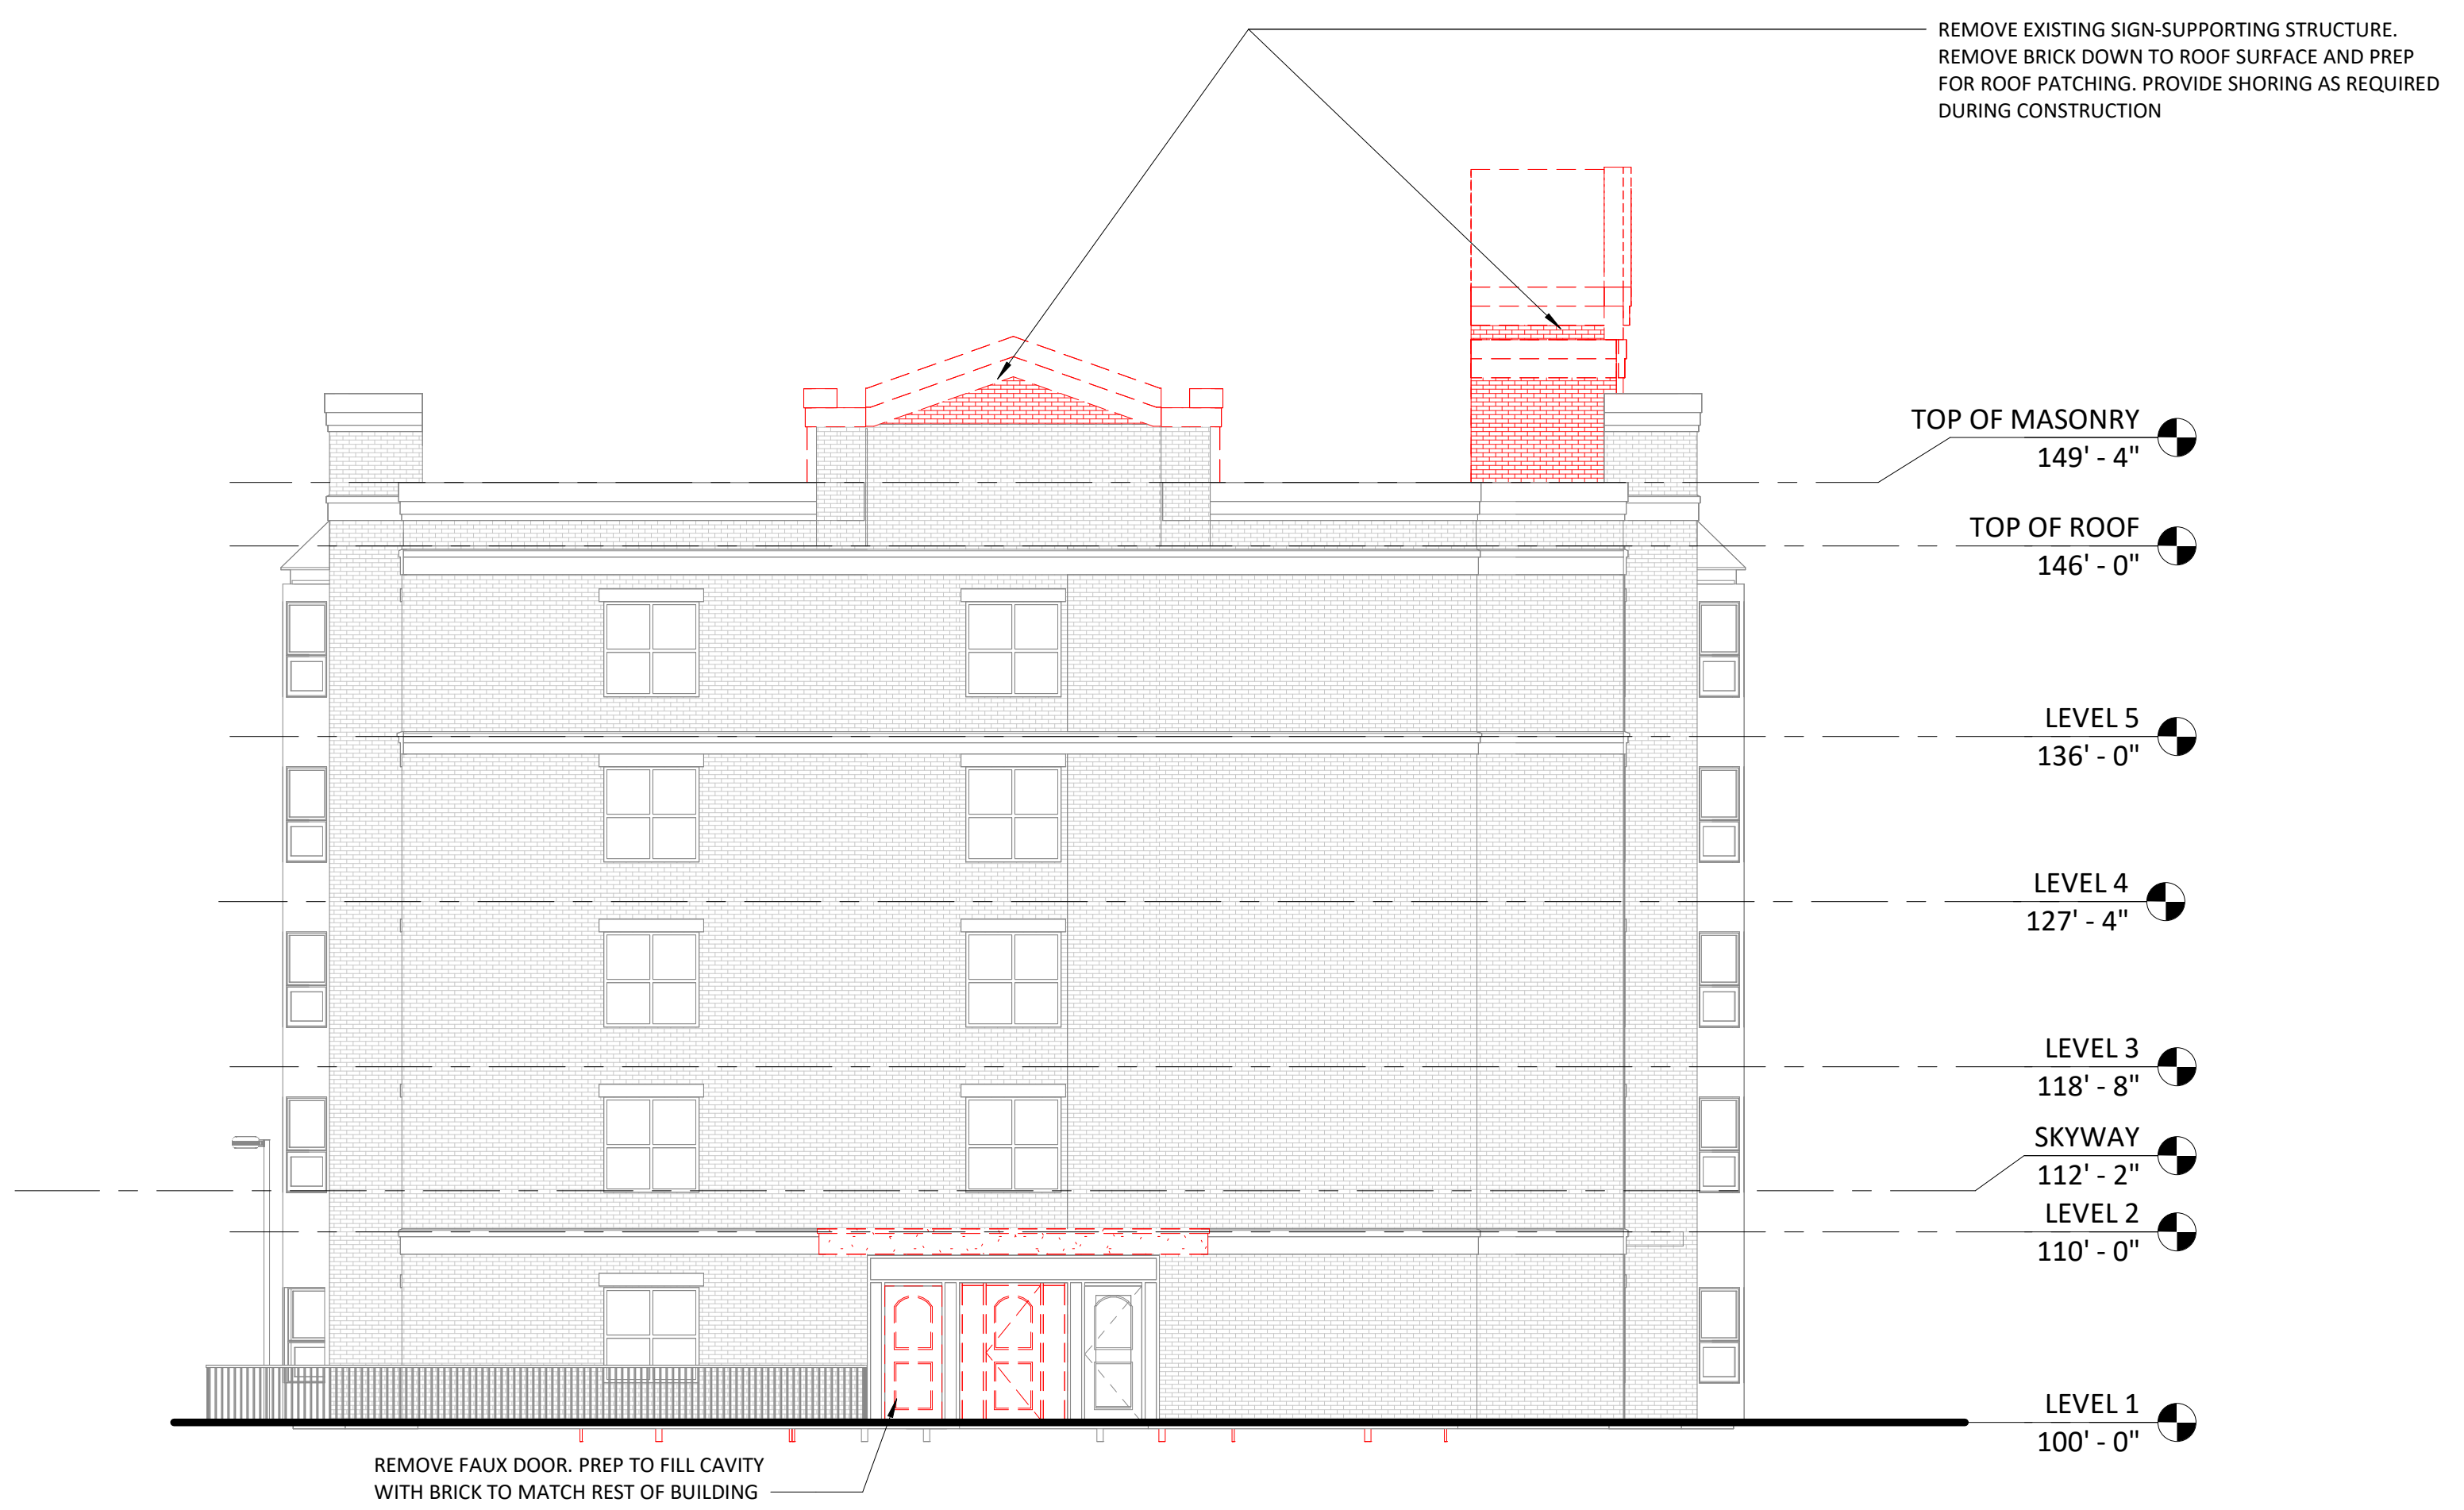 REMOVE EXISTING SIGN-SUPPORTING STRUCTURE.
REMOVE BRICK DOWN TO ROOF SURFACE AND PREP
FOR ROOF PATCHING. PROVIDE SHORING AS REQUIRED
DURING CONSTRUCTION
TOP OF MASONRY
149' - 4"
TOP OF ROOF
146' - 0"
LEVEL 5
136' - 0"
LEVEL 4
127' - 4"
LEVEL 3
118' - 8"
SKYWAY
112' - 2"
LEVEL 2
110' - 0"
LEVEL 1
100' - 0"
REMOVE FAUX DOOR. PREP TO FILL CAVITY
WITH BRICK TO MATCH REST OF BUILDING